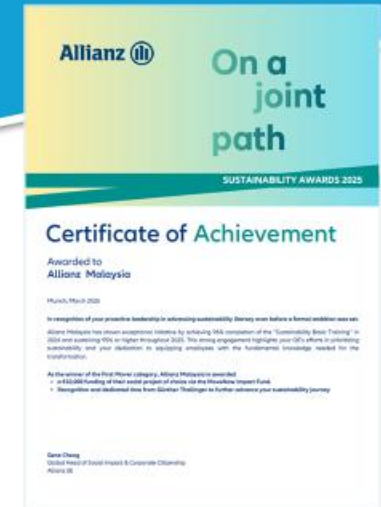 Allianz
On a
joint
path
SUSTAINABILITY AWARDS 2025
Certificate of Achievement
Awarded to
Allianz Malaysia
Munich, March 2026
In recognition of your proactive leadership in advancing sustainability literacy even before a formal ambition was set.
Allianz Malaysia has shown exceptional initiative by achieving 96% completion of the "Sustainability Basic Training" in
2024 and sustaining 95% or higher throughout 2025. This strong engagement highlights your OE's efforts in prioritizing
sustainability and your dedication to equipping employees with the fundamental knowledge needed for the
transformation.
As the winner of the First Mover category, Allianz Malaysia is awarded:
funding of their social project of choice via the MoveNow Impact Fund.
Recognition and dedicated time from Günther Thallinger to further advance your sustainability journey.
Gene Cheng
Global Head of Social Impact & Corporate Citizenship
Allianz SE